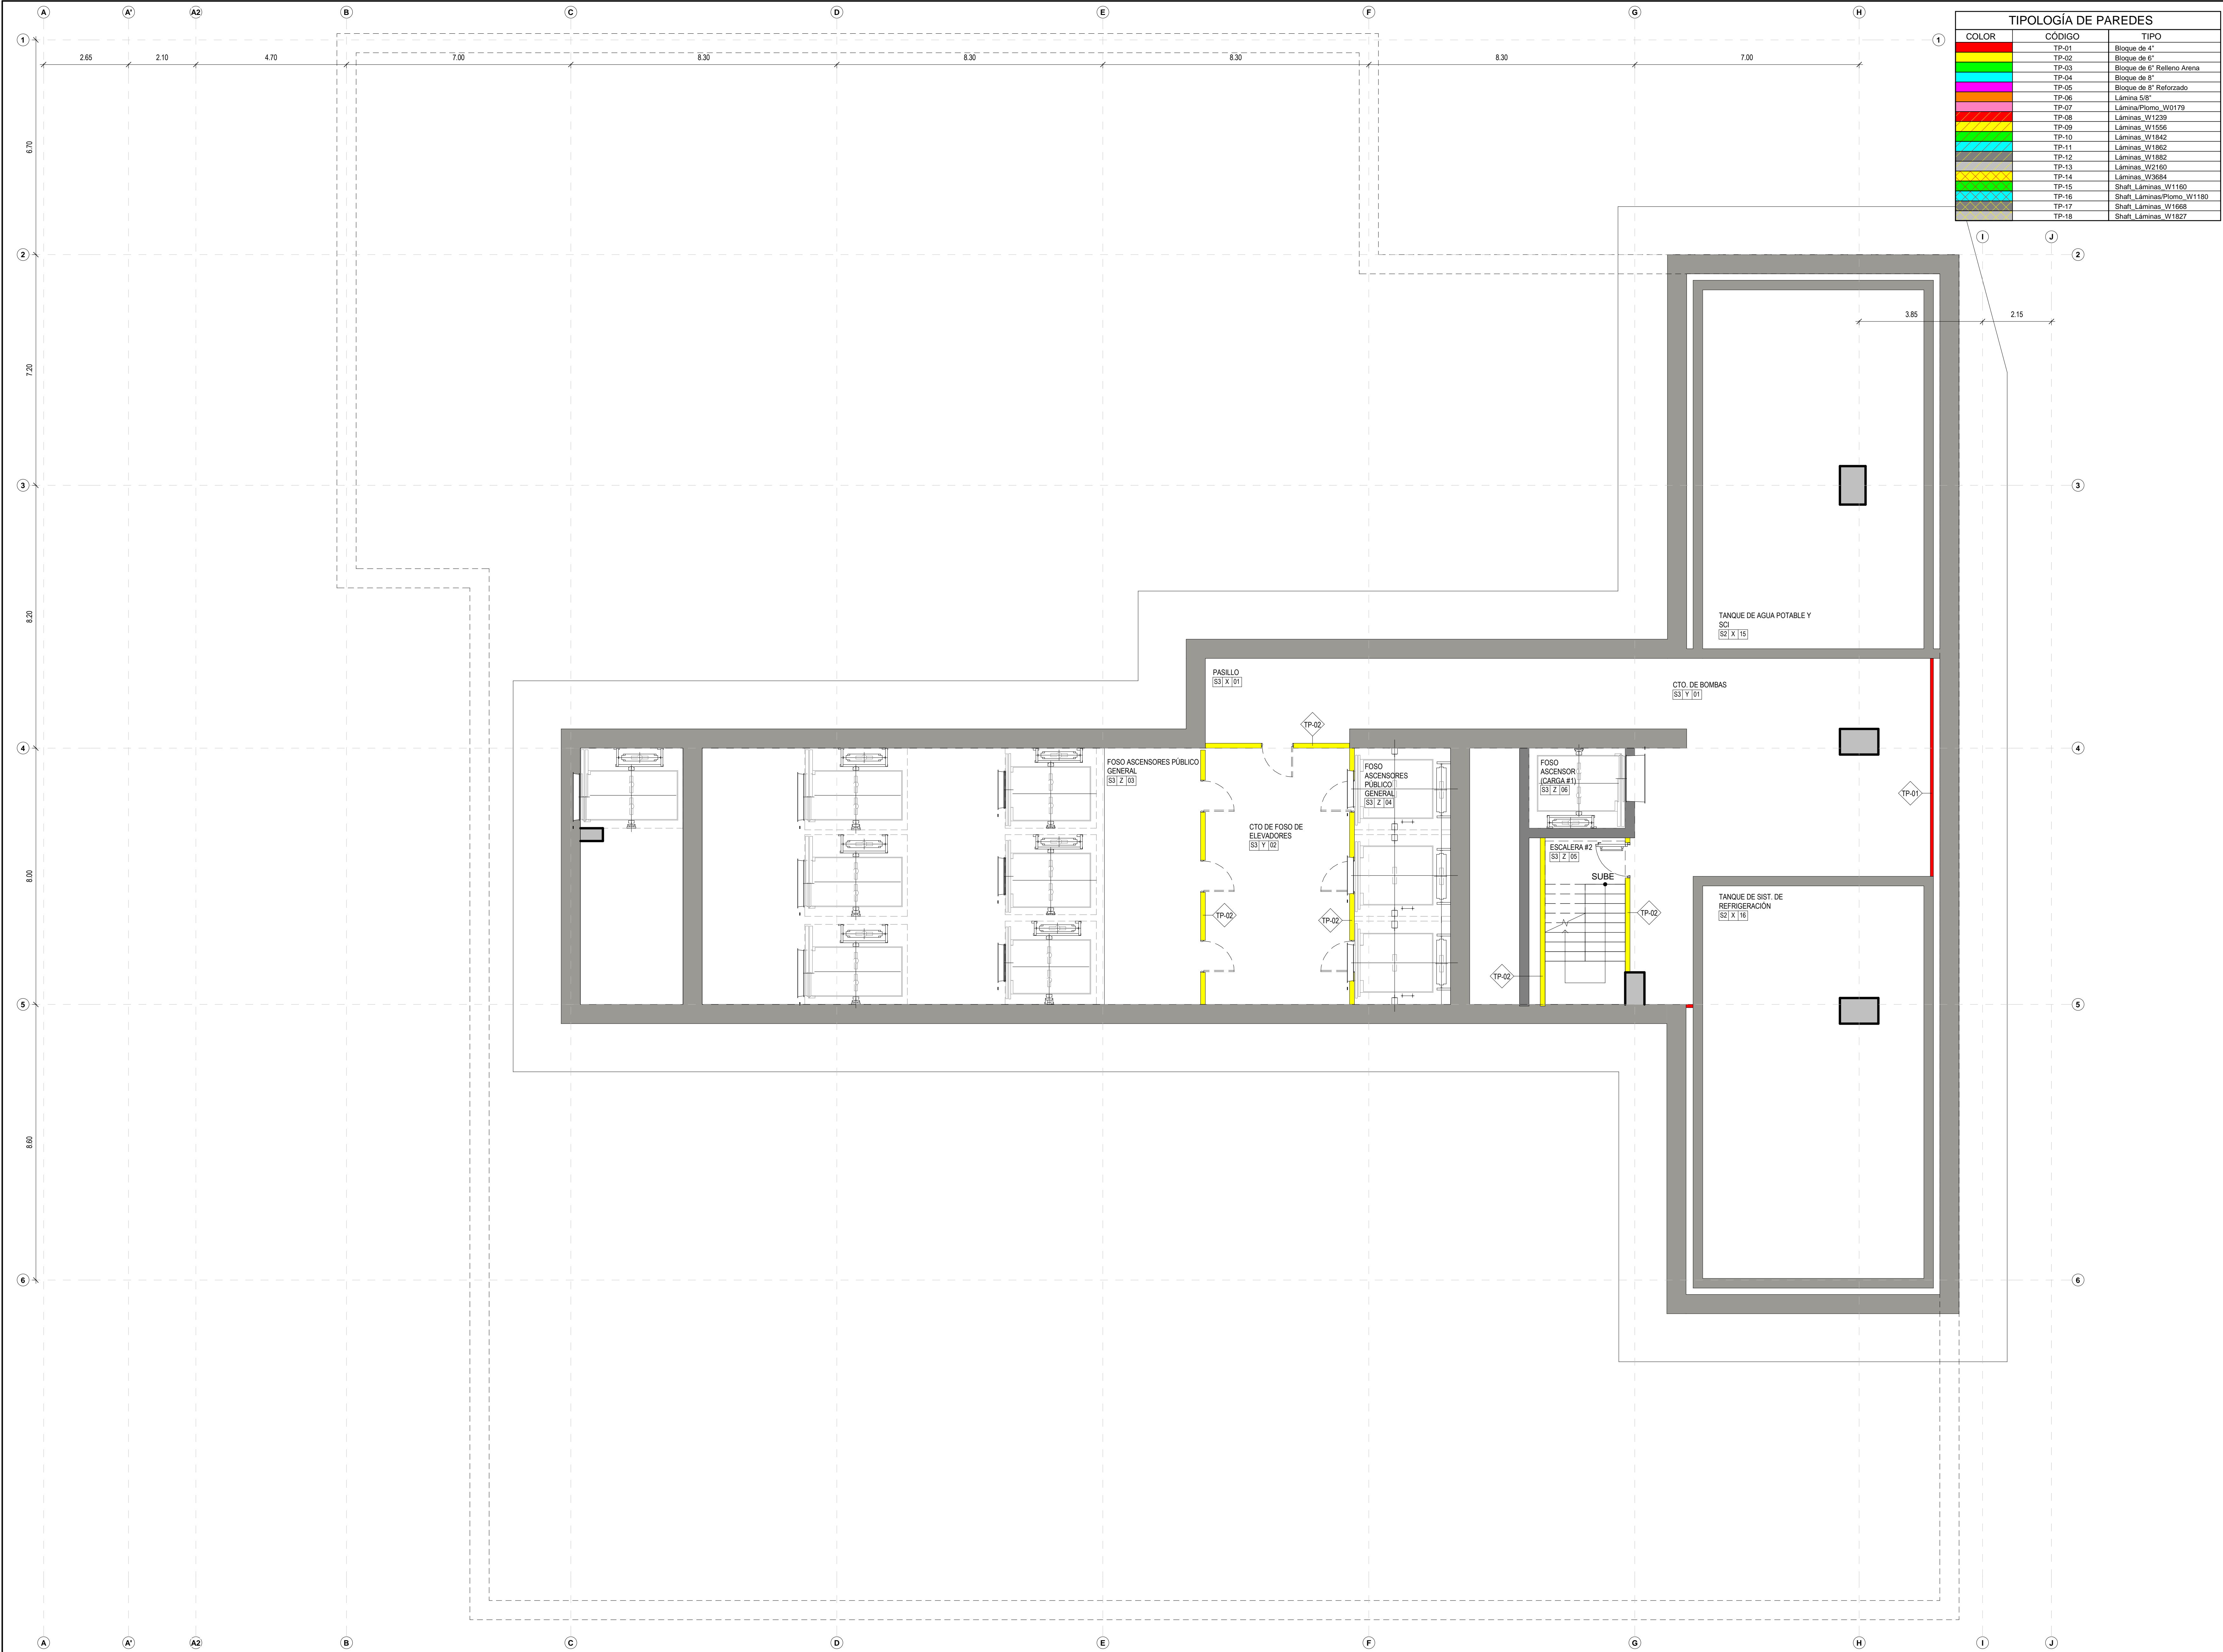 A A' A2 B C D E F G H
TIPOLOGÍA DE PAREDES
COLOR CÓDIGO TIPO
TP-01 Bloque de 4"
TP-02 Bloque de 6"
TP-03 Bloque de 6" Relleno Arena
TP-04 Bloque de 8"
TP-05 Bloque de 8" Reforzado
TP-06 Lámina 5/8"
TP-07 Lámina/Plomo_W0179
TP-08 Láminas_W1239
TP-09 Láminas_W1556
TP-10 Láminas_W1842
TP-11 Láminas_W1862
TP-12 Láminas_W1882
TP-13 Láminas_W2160
TP-14 Láminas_W3684
TP-15 Shaft_Láminas_W1160
TP-16 Shaft_Láminas/Plomo_W1180
TP-17 Shaft_Láminas_W1668
TP-18 Shaft_Láminas_W1827
1 1
2.65 2.10 4.70 7.00 8.30 8.30 8.30 8.30 7.00
6.70
I J
2 2
3.85 2.15
7.20
3 3
8.20
TANQUE DE AGUA POTABLE Y
SCI
S2 X 15
PASILLO
S3 X 01
CTO. DE BOMBAS
S3 Y 01
TP-02
4 4
FOSO ASCENSORES PÚBLICO
GENERAL
S3 Z 03
FOSO
ASCENSORES
PÚBLICO
GENERAL
S3 Z 04
FOSO
ASCENSOR
(CARGA #1)
S3 Z 06
TP-01
CTO DE FOSO DE
ELEVADORES
S3 Y 02
ESCALERA #2
S3 Z 05
8.00
SUBE
TANQUE DE SIST. DE
REFRIGERACIÓN
S2 X 16
TP-02
TP-02
TP-02
TP-02
5 5
8.60
6 6
A A' A2 B C D E F G H I J